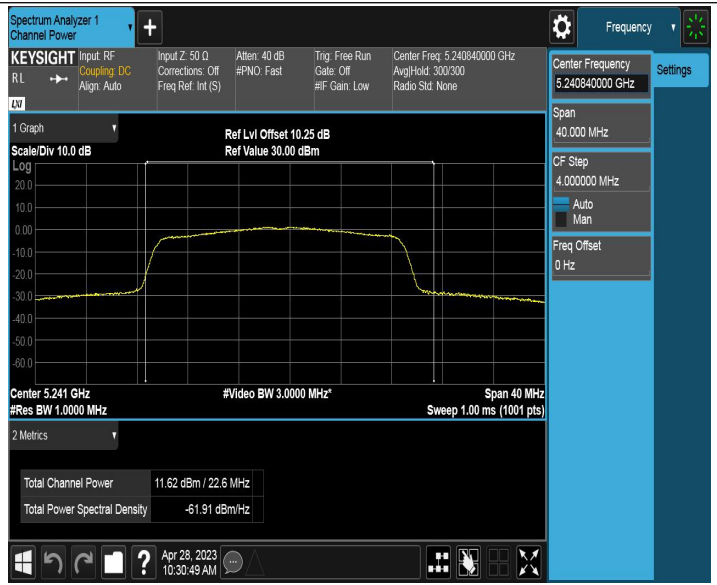 Spectrum Analyzer 1
Channel Power
Frequency
KEYSIGHT
RL
LXI
Input: RF
Coupling: DC
Align: Auto
Input Z: 50 Ω
Corrections: Off
Freq Ref: Int (S)
Atten: 40 dB
#PNO: Fast
Trig: Free Run
Gate: Off
#IF Gain: Low
Center Freq: 5.240840000 GHz
Avg|Hold: 300/300
Radio Std: None
Center Frequency
5.240840000 GHz
Settings
Span
40.000 MHz
CF Step
4.000000 MHz
Auto
Man
Freq Offset
0 Hz
1 Graph
Scale/Div 10.0 dB
Ref Lvl Offset 10.25 dB
Ref Value 30.00 dBm
Log
20.0
10.0
0.00
-10.0
-20.0
-30.0
-40.0
-50.0
-60.0
Center 5.241 GHz
#Video BW 3.0000 MHz*
Span 40 MHz
#Res BW 1.0000 MHz
Sweep 1.00 ms (1001 pts)
2 Metrics
Total Channel Power 11.62 dBm / 22.6 MHz
Total Power Spectral Density -61.91 dBm/Hz
?
Apr 28, 2023
10:30:49 AM